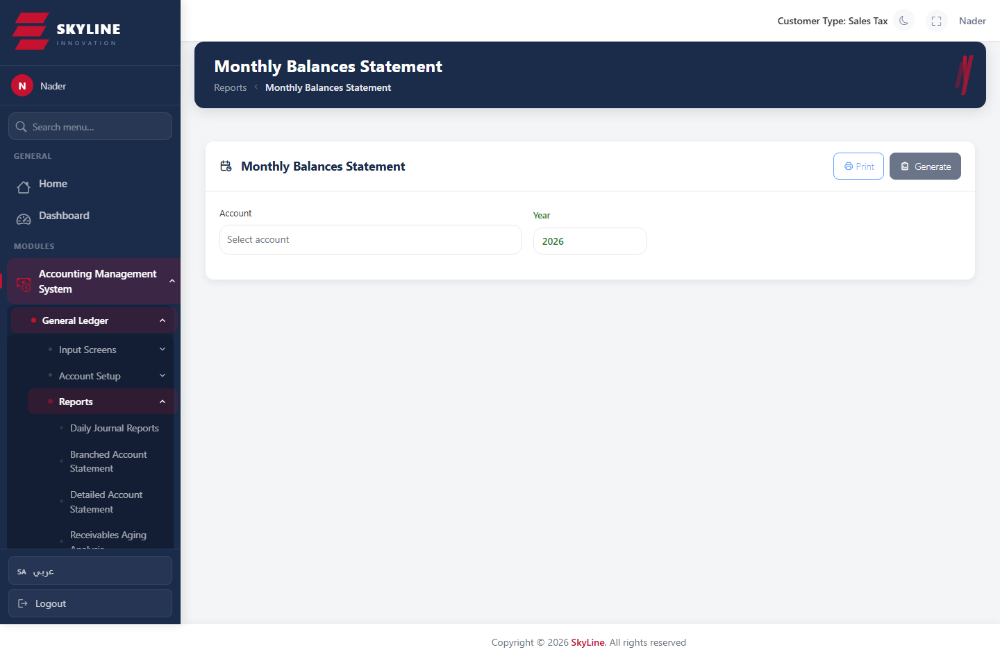 SKYLINE
INNOVATION
N Nader
Search menu...
GENERAL
Home
Dashboard
MODULES
Accounting Management
System
General Ledger
Input Screens
Account Setup
Reports
Daily Journal Reports
Branched Account
Statement
Detailed Account
Statement
Receivables Aging
Analysis
SA عربي
Logout
Customer Type: Sales Tax
Nader
Monthly Balances Statement
Reports
Monthly Balances Statement
Monthly Balances Statement
Print
Generate
Account
Select account
Year
2026
Copyright © 2026 SkyLine. All rights reserved